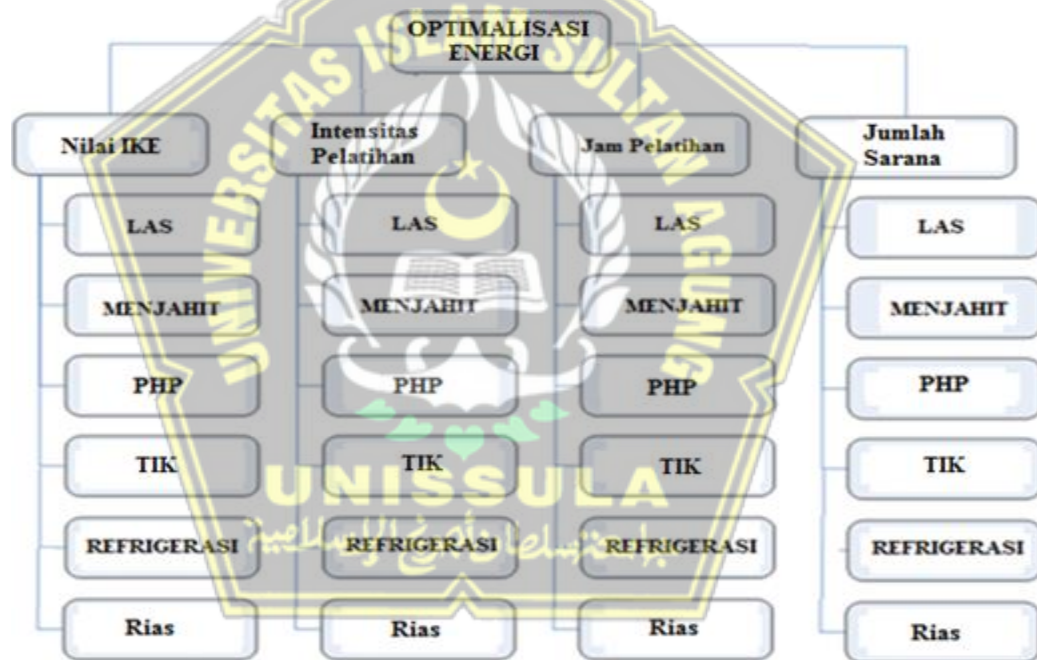 OPTIMALISASI
ENERGI
Nilai IKE
Intensitas
Pelatihan
Jam Pelatihan
Jumlah
Sarana
LAS
LAS
LAS
LAS
MENJAHIT
MENJAHIT
MENJAHIT
MENJAHIT
PHP
PHP
PHP
PHP
TIK
TIK
TIK
TIK
REFRIGERASI
REFRIGERASI
REFRIGERASI
REFRIGERASI
Rias
Rias
Rias
Rias
UNIVERSITAS ISLAM SULTAN AGUNG
UNISSULA